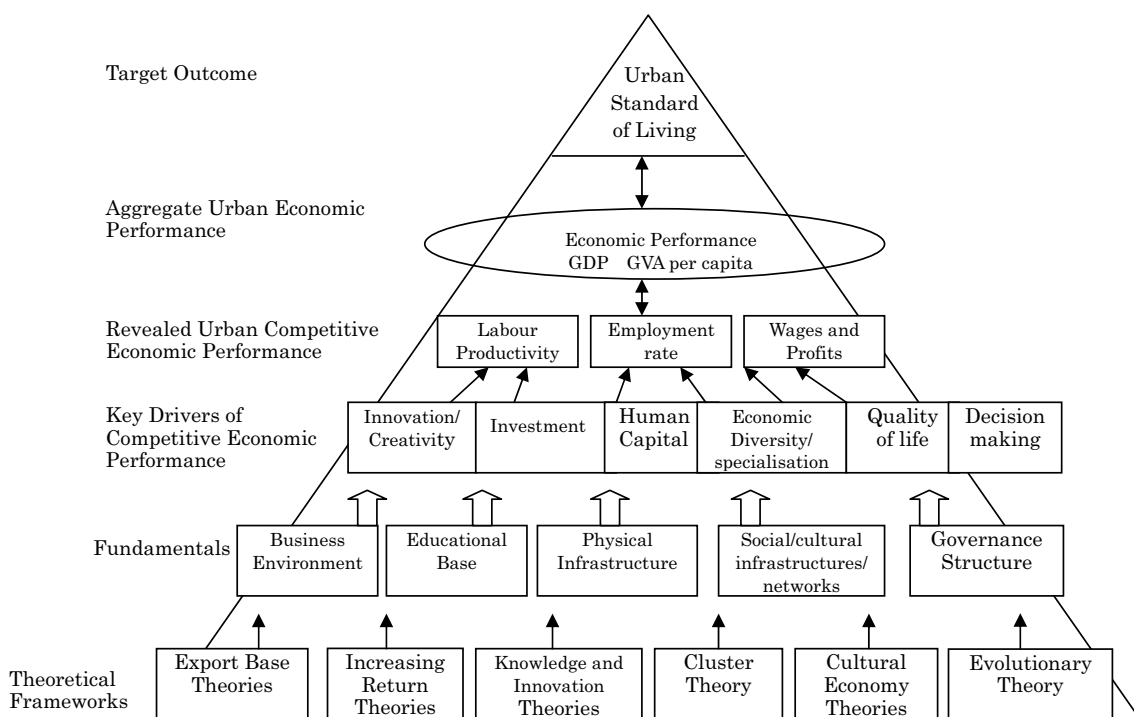 Target Outcome
Urban
Standard
of Living
Aggregate Urban Economic
Performance
Economic Performance
GDP GVA per capita
Revealed Urban Competitive
Economic Performance
Labour
Productivity
Employment
rate
Wages and
Profits
Key Drivers of
Competitive Economic
Performance
Innovation/
Creativity
Investment
Human
Capital
Economic
Diversity/
specialisation
Quality
of life
Decision
making
Fundamentals
Business
Environment
Educational
Base
Physical
Infrastructure
Social/cultural
infrastructures/
networks
Governance
Structure
Theoretical
Frameworks
Export Base
Theories
Increasing
Return
Theories
Knowledge and
Innovation
Theories
Cluster
Theory
Cultural
Economy
Theories
Evolutionary
Theory